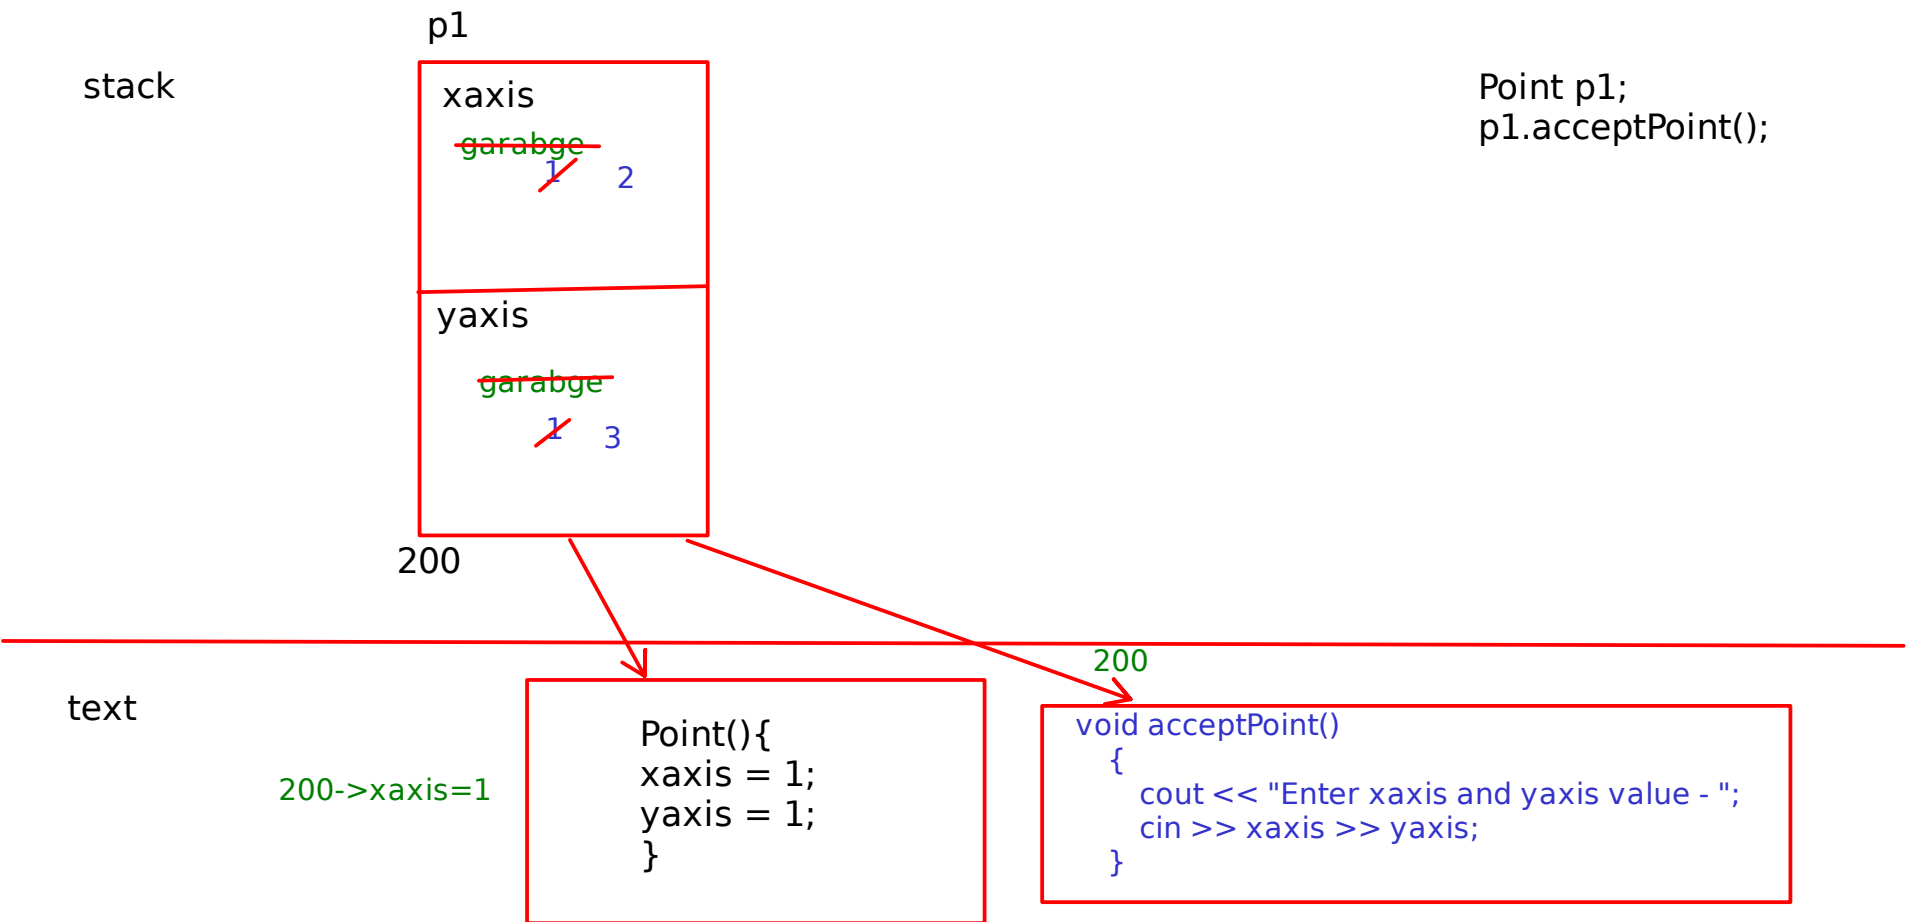 p1
stack
xaxis
garabge
1 2
yaxis
garabge
1 3
200
Point p1;
p1.acceptPoint();
text
200->xaxis=1
Point(){
xaxis = 1;
yaxis = 1;
}
200
void acceptPoint()
{
cout << "Enter xaxis and yaxis value - ";
cin >> xaxis >> yaxis;
}